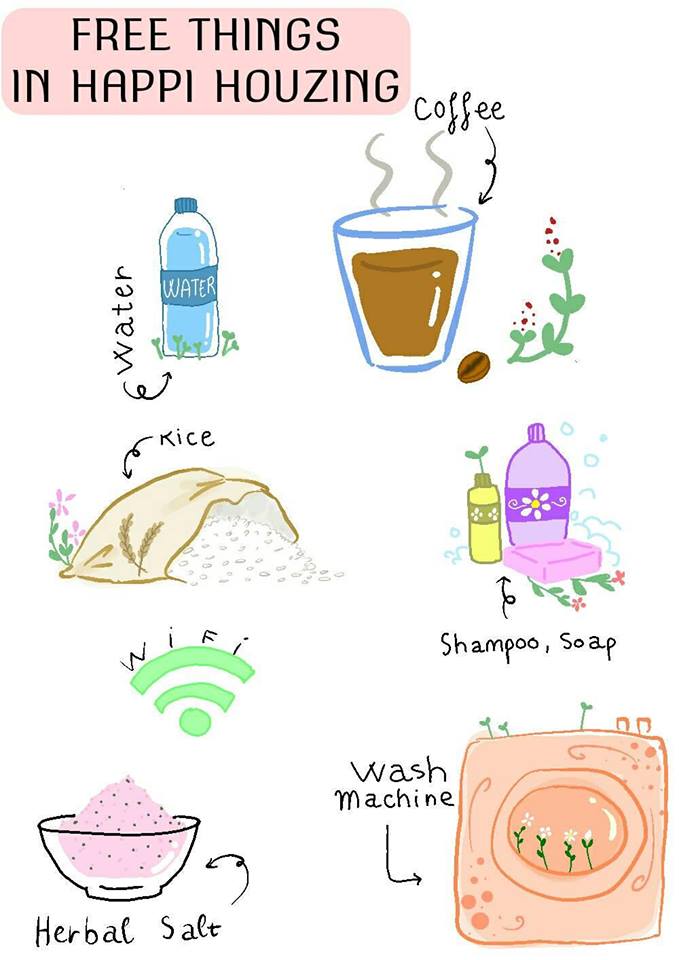 FREE THINGS
IN HAPPI HOUZING
Coffee
Water
WATER
Rice
Shampoo, Soap
WiFi
Wash
Machine
Herbal Salt